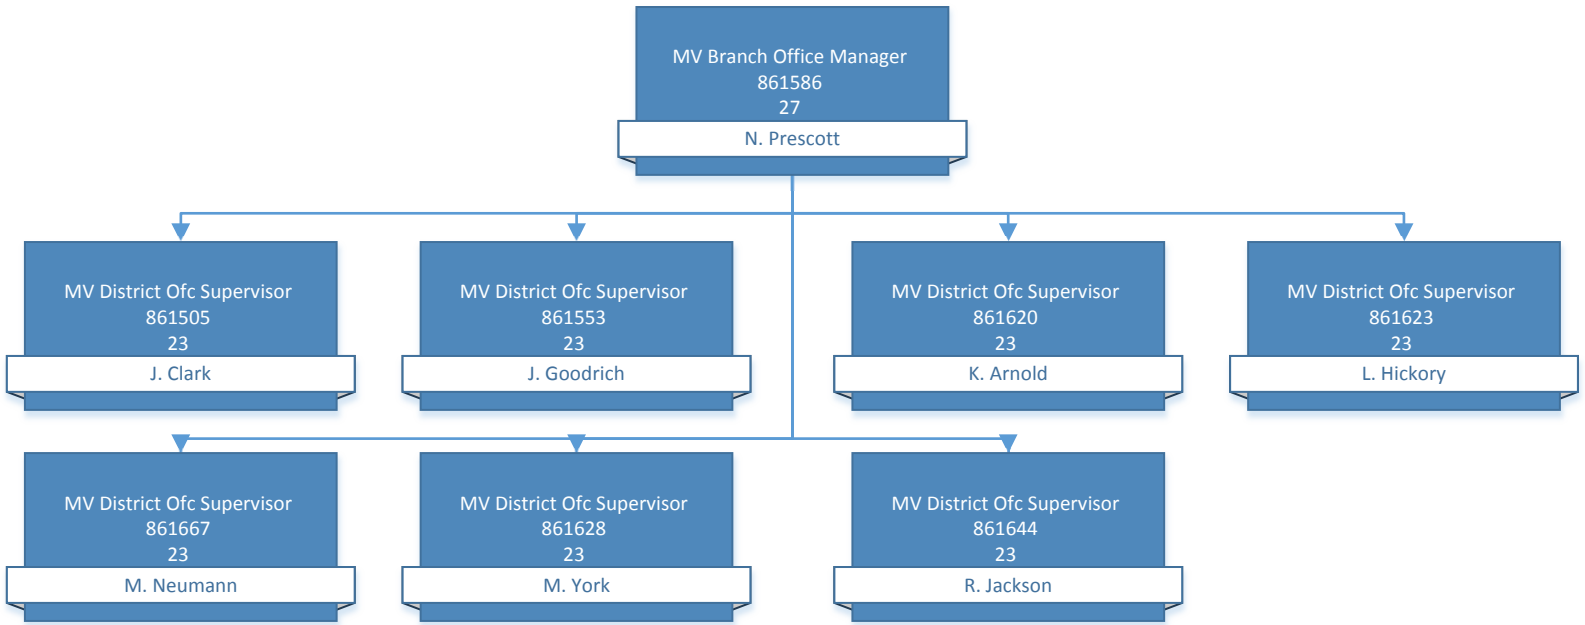 MV Branch Office Manager
861586
27
N. Prescott
MV District Ofc Supervisor
861505
23
J. Clark
MV District Ofc Supervisor
861553
23
J. Goodrich
MV District Ofc Supervisor
861620
23
K. Arnold
MV District Ofc Supervisor
861623
23
L. Hickory
MV District Ofc Supervisor
861667
23
M. Neumann
MV District Ofc Supervisor
861628
23
M. York
MV District Ofc Supervisor
861644
23
R. Jackson